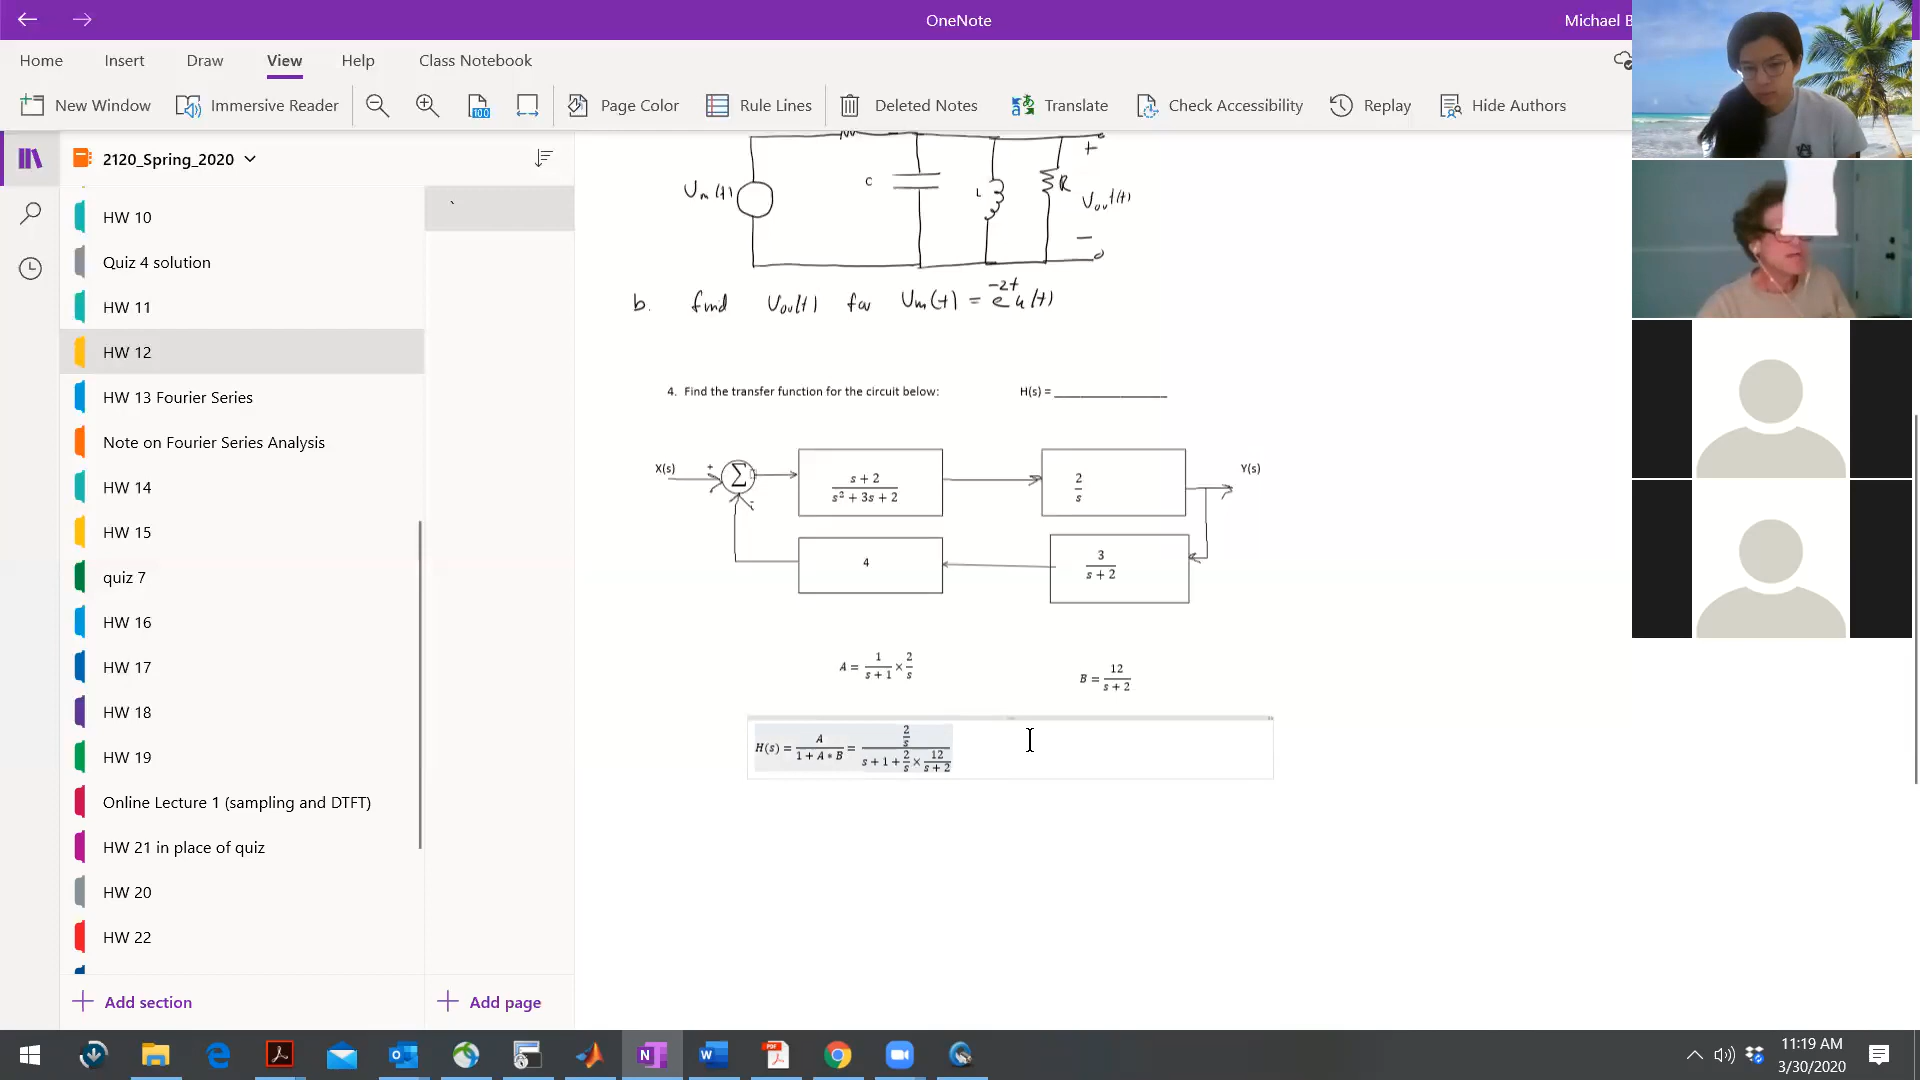 OneNote
Michael B
Home Insert Draw View Help Class Notebook
New Window Immersive Reader 100 Page Color Rule Lines Deleted Notes Translate Check Accessibility Replay Hide Authors
2120_Spring_2020
HW 10
Quiz 4 solution
HW 11
HW 12
HW 13 Fourier Series
Note on Fourier Series Analysis
HW 14
HW 15
quiz 7
HW 16
HW 17
HW 18
HW 19
Online Lecture 1 (sampling and DTFT)
HW 21 in place of quiz
HW 20
HW 22
Add section
`
Add page
Vin(t) C L R + Vout(t) −
b. find Vout(t) for Vin(t) = e^{-2t} u(t)
4. Find the transfer function for the circuit below: H(s) = ________________
X(s) + Σ - (s + 2)/(s² + 3s + 2) 2/s Y(s)
4 3/(s + 2)
A = 1/(s + 1) × 2/s B = 12/(s + 2)
H(s) = A/(1 + A * B) = (2/s)/(s + 1 + 2/s × 12/(s + 2))
11:19 AM
3/30/2020